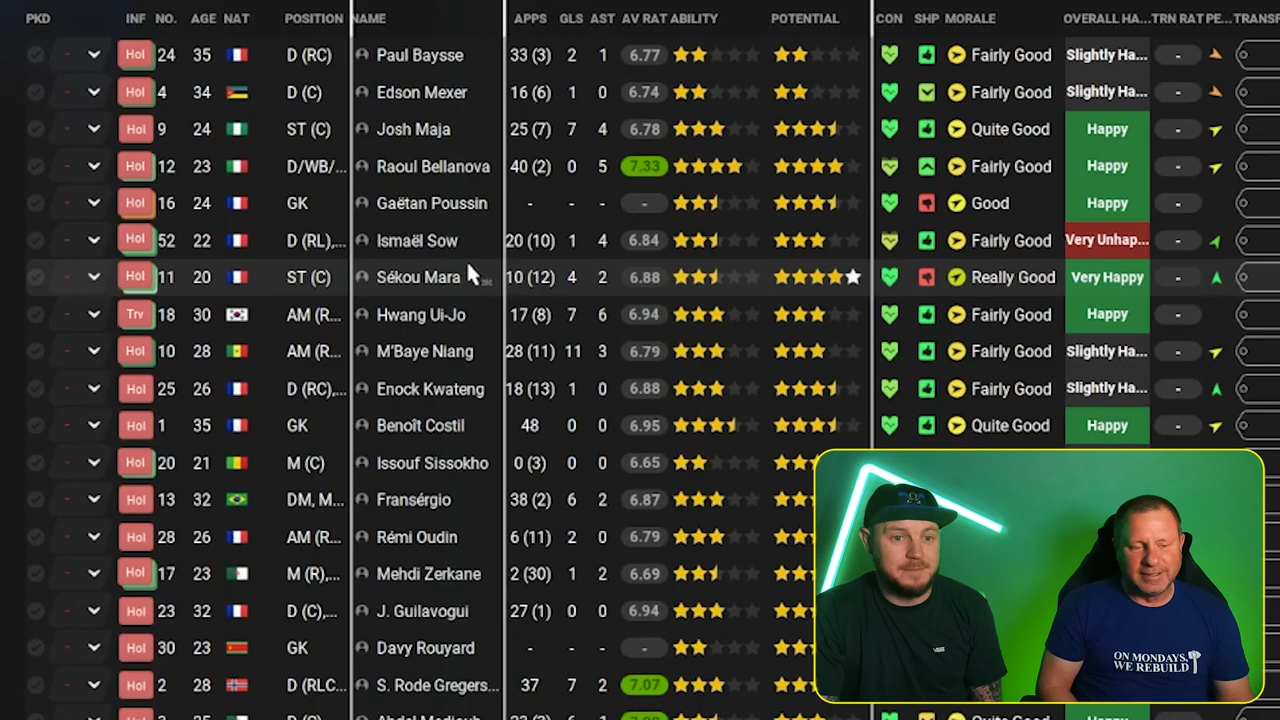 PKD INF NO. AGE NAT POSITION NAME APPS GLS AST AV RAT ABILITY POTENTIAL CON SHP MORALE OVERALL HA... TRN RAT PE... TRANSF
- Hol 24 35 D (RC) Paul Baysse 33 (3) 2 1 6.77 Fairly Good Slightly Ha... -
- Hol 4 34 D (C) Edson Mexer 16 (6) 1 0 6.74 Fairly Good Slightly Ha... -
- Hol 9 24 ST (C) Josh Maja 25 (7) 7 4 6.78 Quite Good Happy -
- Hol 12 23 D/WB/... Raoul Bellanova 40 (2) 0 5 7.33 Fairly Good Happy -
- Hol 16 24 GK Gaëtan Poussin - - - - Good Happy -
- Hol 52 22 D (RL),... Ismaël Sow 20 (10) 1 4 6.84 Fairly Good Very Unhap... -
- Hol 11 20 ST (C) Sékou Mara 10 (12) 4 2 6.88 Really Good Very Happy -
- Trv 18 30 AM (R... Hwang Ui-Jo 17 (8) 7 6 6.94 Fairly Good Happy -
- Hol 10 28 AM (R... M'Baye Niang 28 (11) 11 3 6.79 Fairly Good Slightly Ha... -
- Hol 25 26 D (RC),... Enock Kwateng 18 (13) 1 0 6.88 Fairly Good Slightly Ha... -
- Hol 1 35 GK Benoît Costil 48 0 0 6.95 Quite Good Happy -
- Hol 20 21 M (C) Issouf Sissokho 0 (3) 0 0 6.65
- Hol 13 32 DM, M... Fransérgio 38 (2) 6 2 6.87
- Hol 28 26 AM (R... Rémi Oudin 6 (11) 2 0 6.79
- Hol 17 23 M (R),... Mehdi Zerkane 2 (30) 1 2 6.69
- Hol 23 32 D (C),... J. Guilavogui 27 (1) 0 0 6.94
- Hol 30 23 GK Davy Rouyard - - - -
- Hol 2 28 D (RLC... S. Rode Gregers... 37 7 2 7.07
VANS
ON MONDAYS,
WE REBUILD